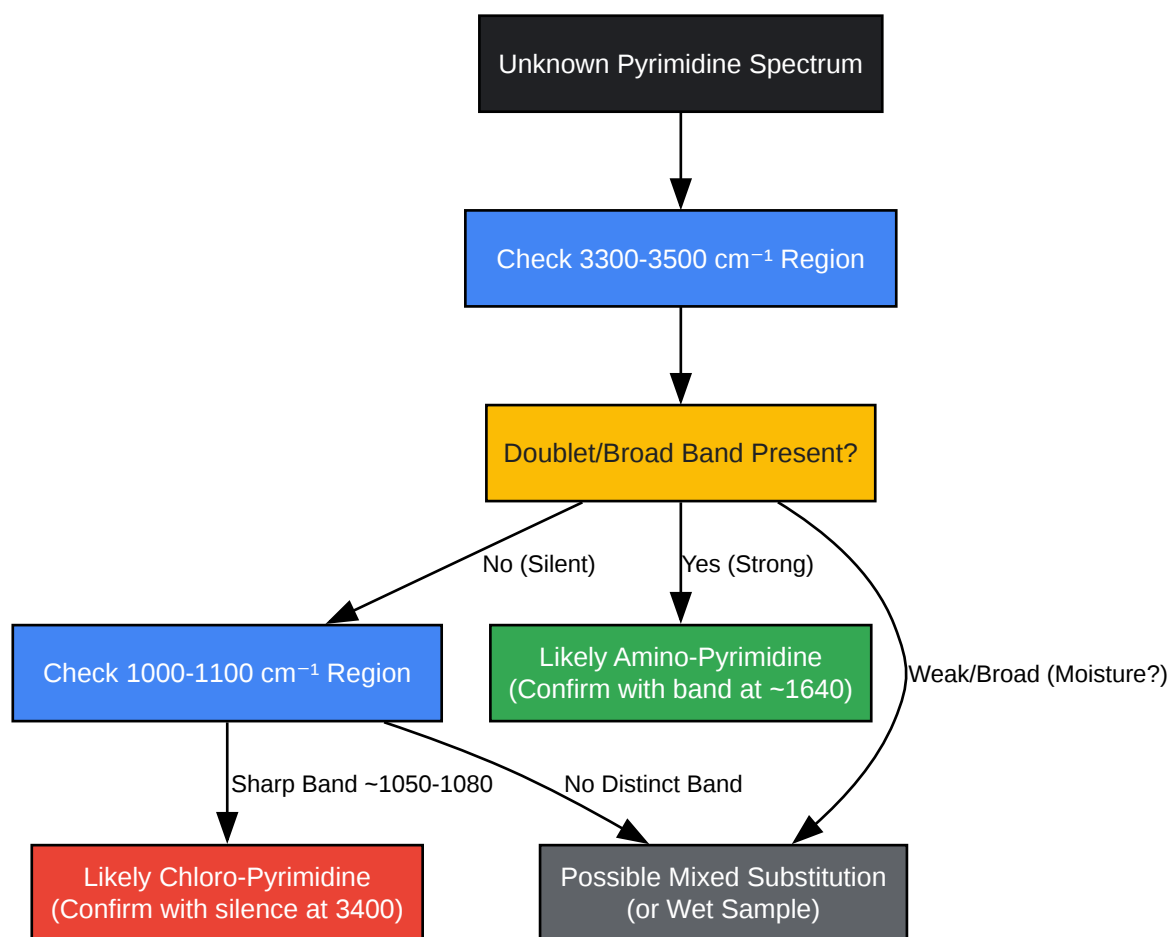 Unknown Pyrimidine Spectrum
Check 3300-3500 cm⁻¹ Region
Doublet/Broad Band Present?
No (Silent)
Yes (Strong)
Check 1000-1100 cm⁻¹ Region
Likely Amino-Pyrimidine
(Confirm with band at ~1640)
Weak/Broad (Moisture?)
Sharp Band ~1050-1080
No Distinct Band
Likely Chloro-Pyrimidine
(Confirm with silence at 3400)
Possible Mixed Substitution
(or Wet Sample)